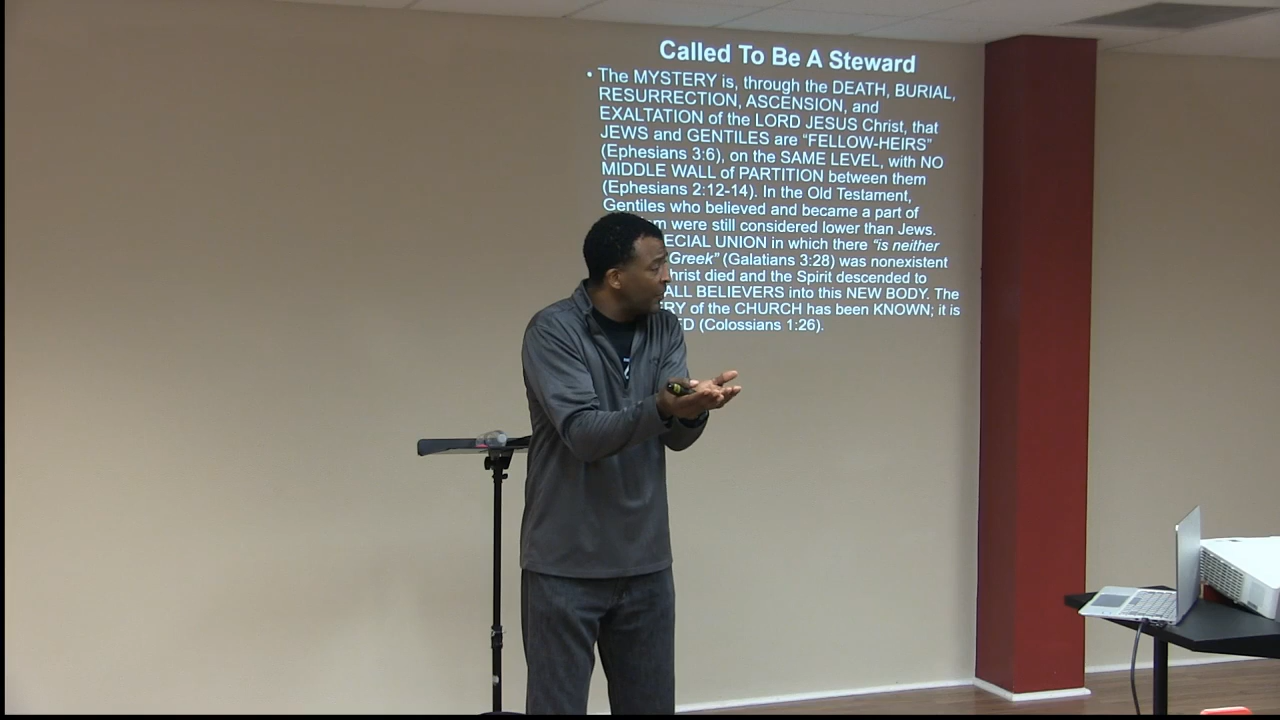 Called To Be A Steward
• The MYSTERY is, through the DEATH, BURIAL,
RESURRECTION, ASCENSION, and
EXALTATION of the LORD JESUS Christ, that
JEWS and GENTILES are “FELLOW-HEIRS”
(Ephesians 3:6), on the SAME LEVEL, with NO
MIDDLE WALL of PARTITION between them
(Ephesians 2:12-14). In the Old Testament,
Gentiles who believed and became a part of
were still considered lower than Jews.
UNION in which there “is neither
Greek” (Galatians 3:28) was nonexistent
died and the Spirit descended to
ALL BELIEVERS into this NEW BODY. The
of the CHURCH has been KNOWN; it is
(Colossians 1:26).